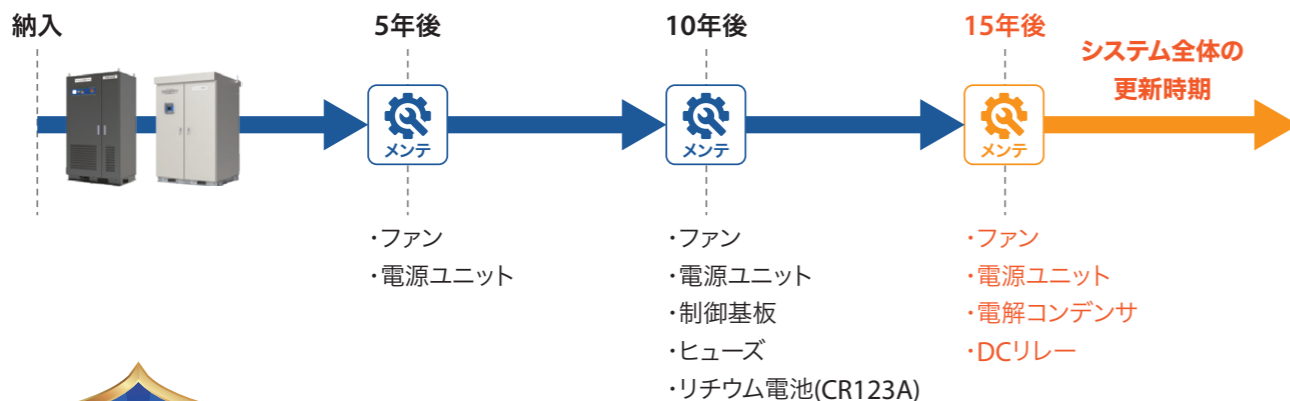 納入
5年後
10年後
15年後
システム全体の
更新時期
メンテ
メンテ
メンテ
・ファン
・電源ユニット
・ファン
・電源ユニット
・制御基板
・ヒューズ
・リチウム電池(CR123A)
・ファン
・電源ユニット
・電解コンデンサ
・DCリレー